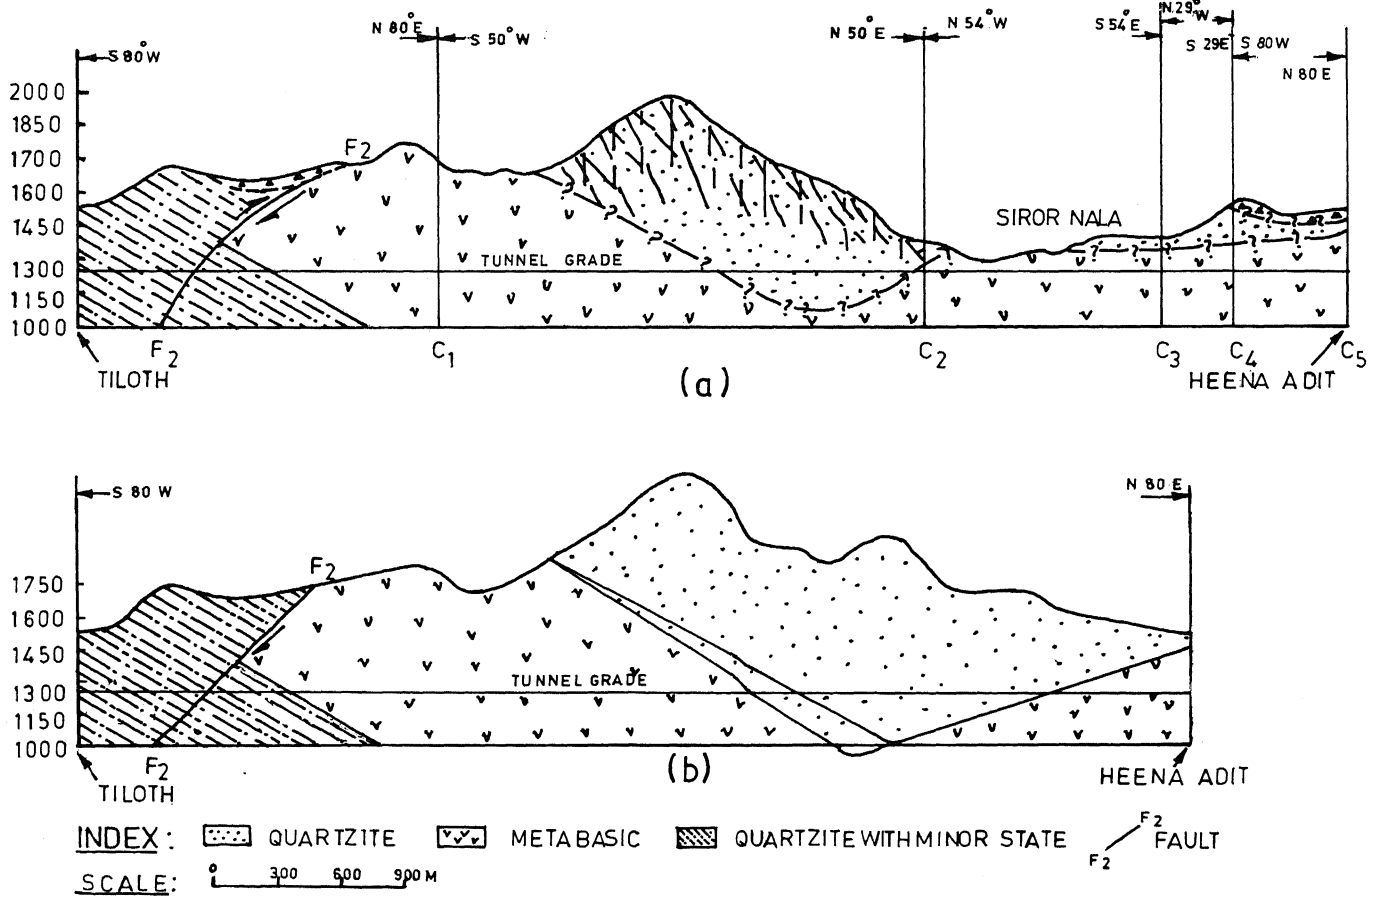 S 80° W
N 80° E
S 50° W
N 50° E
N 54° W
S 54° E
N 29° W
S 29E
S 80W
N 80 E
2000
1850
1700
1600
1450
1300
1150
1000
F2
SIROR NALA
TUNNEL GRADE
F2
C1
C2
C3
C4
C5
TILOTH
HEENA ADIT
(a)
S 80 W
N 80 E
1750
1600
1450
1300
1150
1000
F2
TUNNEL GRADE
F2
TILOTH
HEENA ADIT
(b)
INDEX: QUARTZITE METABASIC QUARTZITE WITH MINOR STATE F2 F2 FAULT
SCALE: 0 300 600 900 M